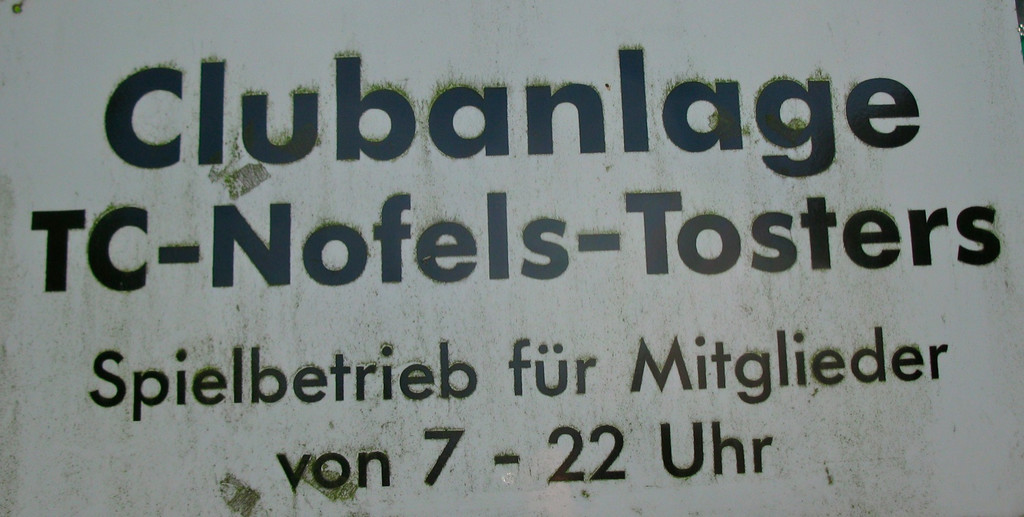 Clubanlage
TC-Nofels-Tosters
Spielbetrieb für Mitglieder
von 7 - 22 Uhr